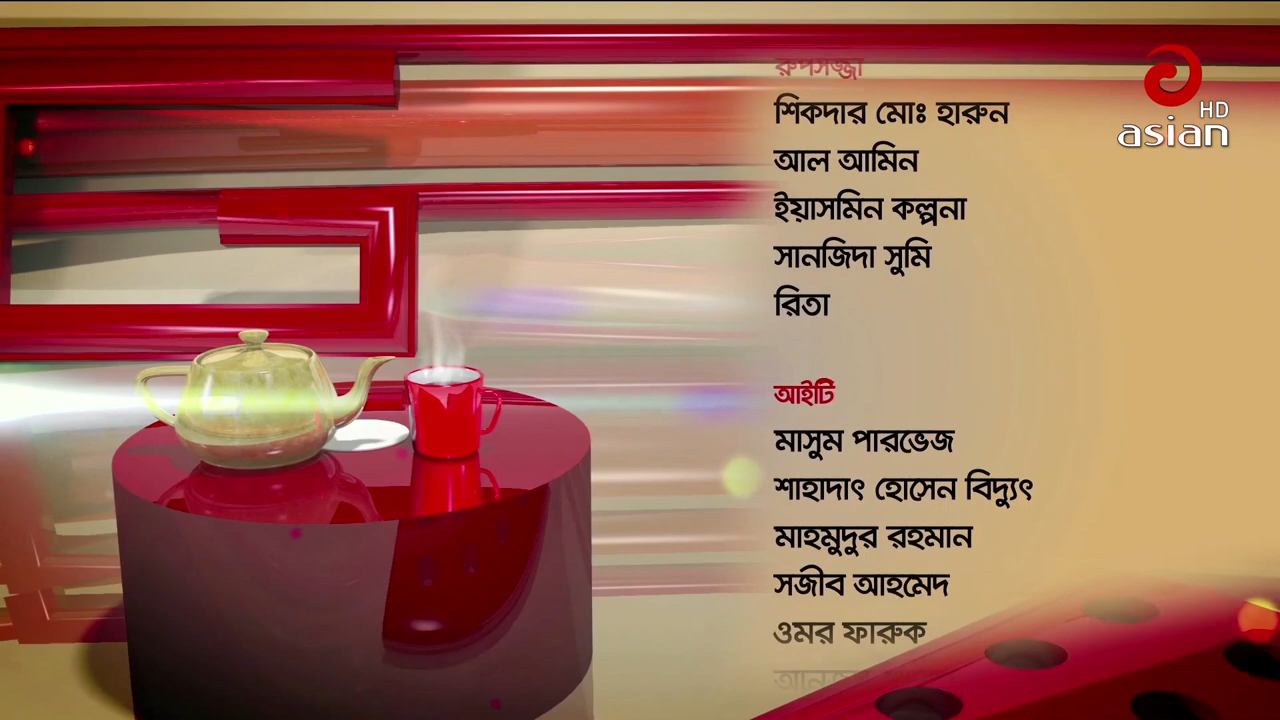 রুপসজ্জা
শিকদার মোঃ হারুন
আল আমিন
ইয়াসমিন কল্পনা
সানজিদা সুমি
রিতা
আইটি
মাসুম পারভেজ
শাহাদাৎ হোসেন বিদ্যুৎ
মাহমুদুর রহমান
সজীব আহমেদ
ওমর ফারুক
HD
asian